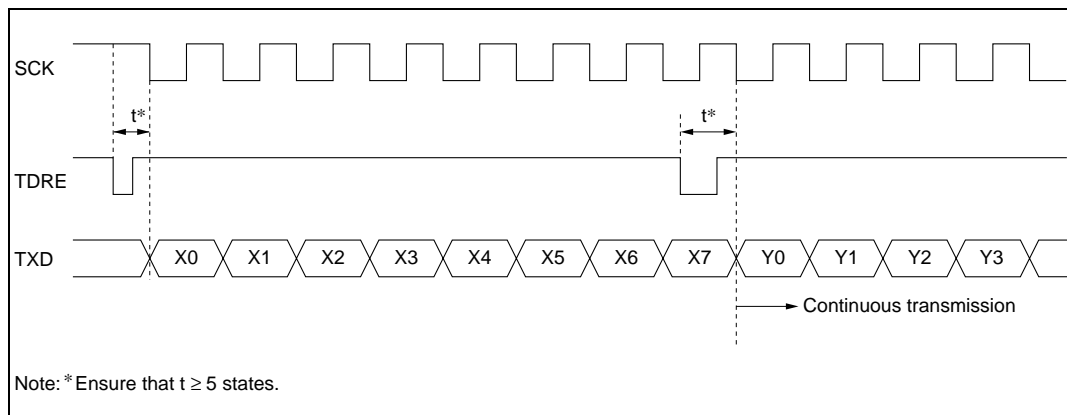 SCK
t* t*
TDRE
TXD X0 X1 X2 X3 X4 X5 X6 X7 Y0 Y1 Y2 Y3
Continuous transmission
Note: * Ensure that t ≥ 5 states.